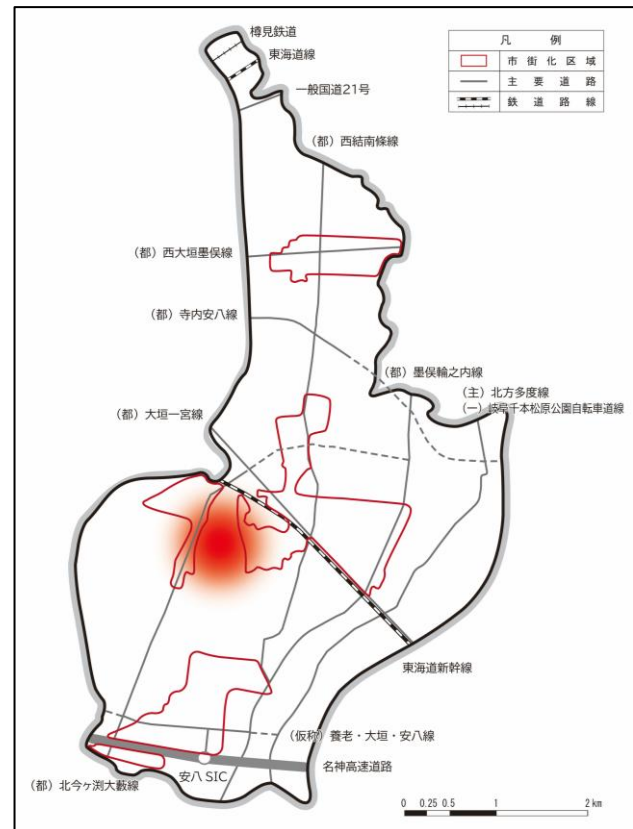 樽見鉄道
東海道線
一般国道21号
凡 例
市街化区域
主要道路
鉄道路線
(都)西結南條線
(都)西大垣墨俣線
(都)寺内安八線
(都)墨俣輪之内線
(主)北方多度線
(一)岐阜千本松原公園自転車道線
(都)大垣一宮線
東海道新幹線
(仮称)養老・大垣・安八線
名神高速道路
安八 SIC
(都)北今ヶ渕大藪線
0 0.25 0.5 1 2 km